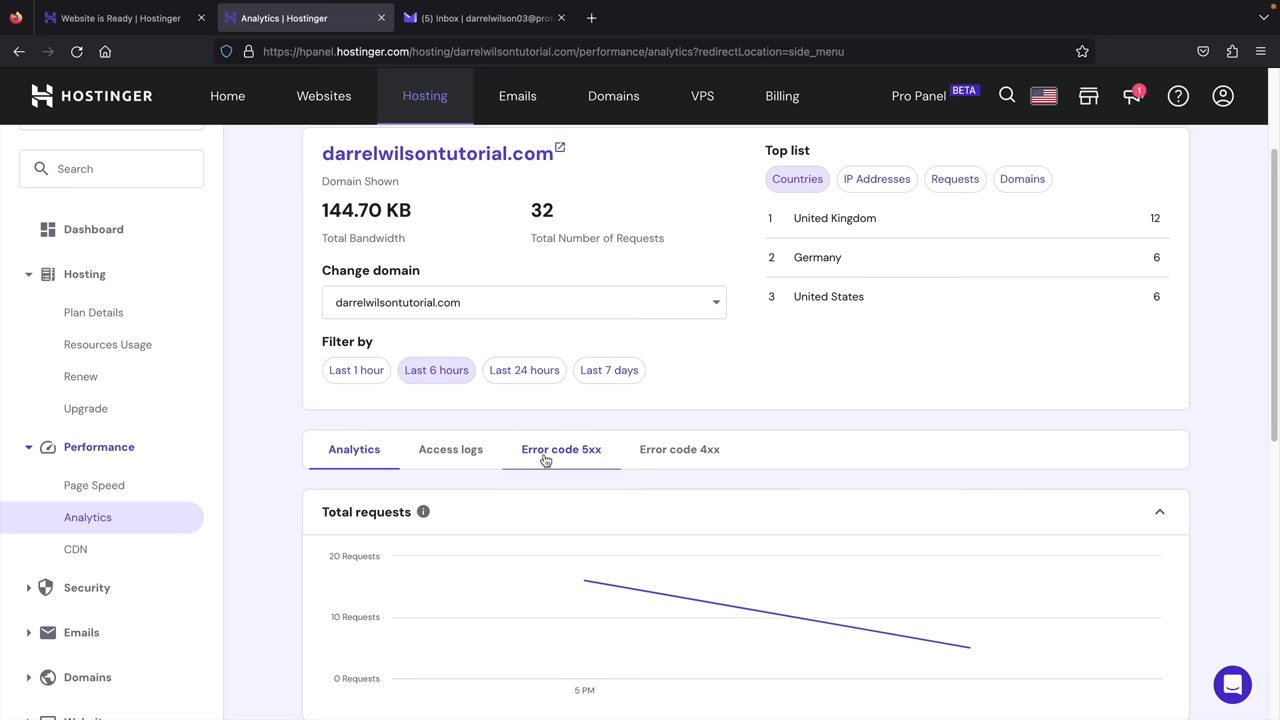 Website is Ready | Hostinger
Analytics | Hostinger
(5) Inbox | darrelwilson03@pro
https://hpanel.hostinger.com/hosting/darrelwilsontutorial.com/performance/analytics?redirectLocation=side_menu
HOSTINGER
Home
Websites
Hosting
Emails
Domains
VPS
Billing
Pro Panel
BETA
1
Search
Dashboard
Hosting
Plan Details
Resources Usage
Renew
Upgrade
Performance
Page Speed
Analytics
CDN
Security
Emails
Domains
darrelwilsontutorial.com
Domain Shown
144.70 KB
Total Bandwidth
32
Total Number of Requests
Change domain
darrelwilsontutorial.com
Filter by
Last 1 hour
Last 6 hours
Last 24 hours
Last 7 days
Top list
Countries
IP Addresses
Requests
Domains
1 United Kingdom 12
2 Germany 6
3 United States 6
Analytics
Access logs
Error code 5xx
Error code 4xx
Total requests
20 Requests
10 Requests
0 Requests
5 PM